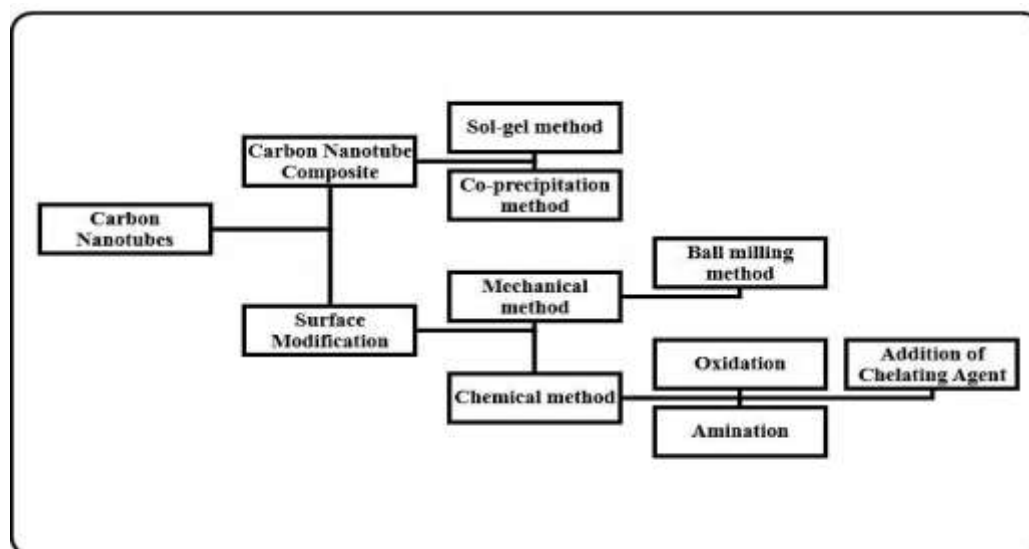 Sol-gel method
Carbon Nanotube
Composite
Co-precipitation
method
Carbon
Nanotubes
Ball milling
method
Mechanical
method
Surface
Modification
Oxidation
Addition of
Chelating Agent
Chemical method
Amination